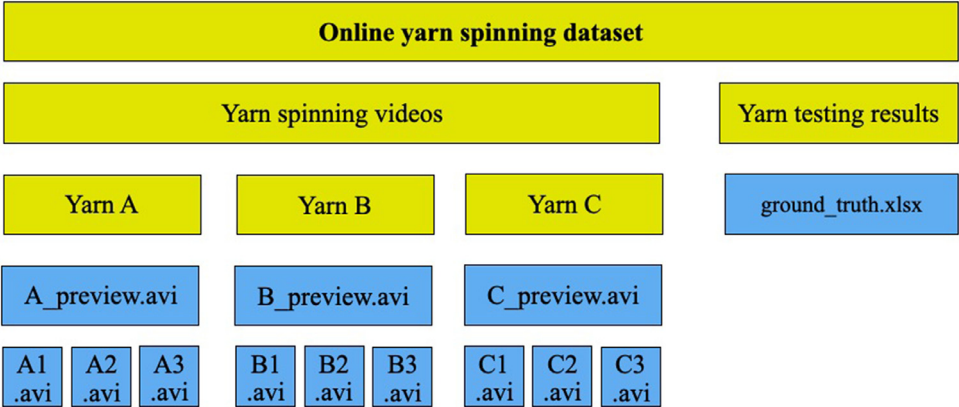 Online yarn spinning dataset
Yarn spinning videos
Yarn testing results
Yarn A
Yarn B
Yarn C
ground_truth.xlsx
A_preview.avi
B_preview.avi
C_preview.avi
A1
.avi
A2
.avi
A3
.avi
B1
.avi
B2
.avi
B3
.avi
C1
.avi
C2
.avi
C3
.avi